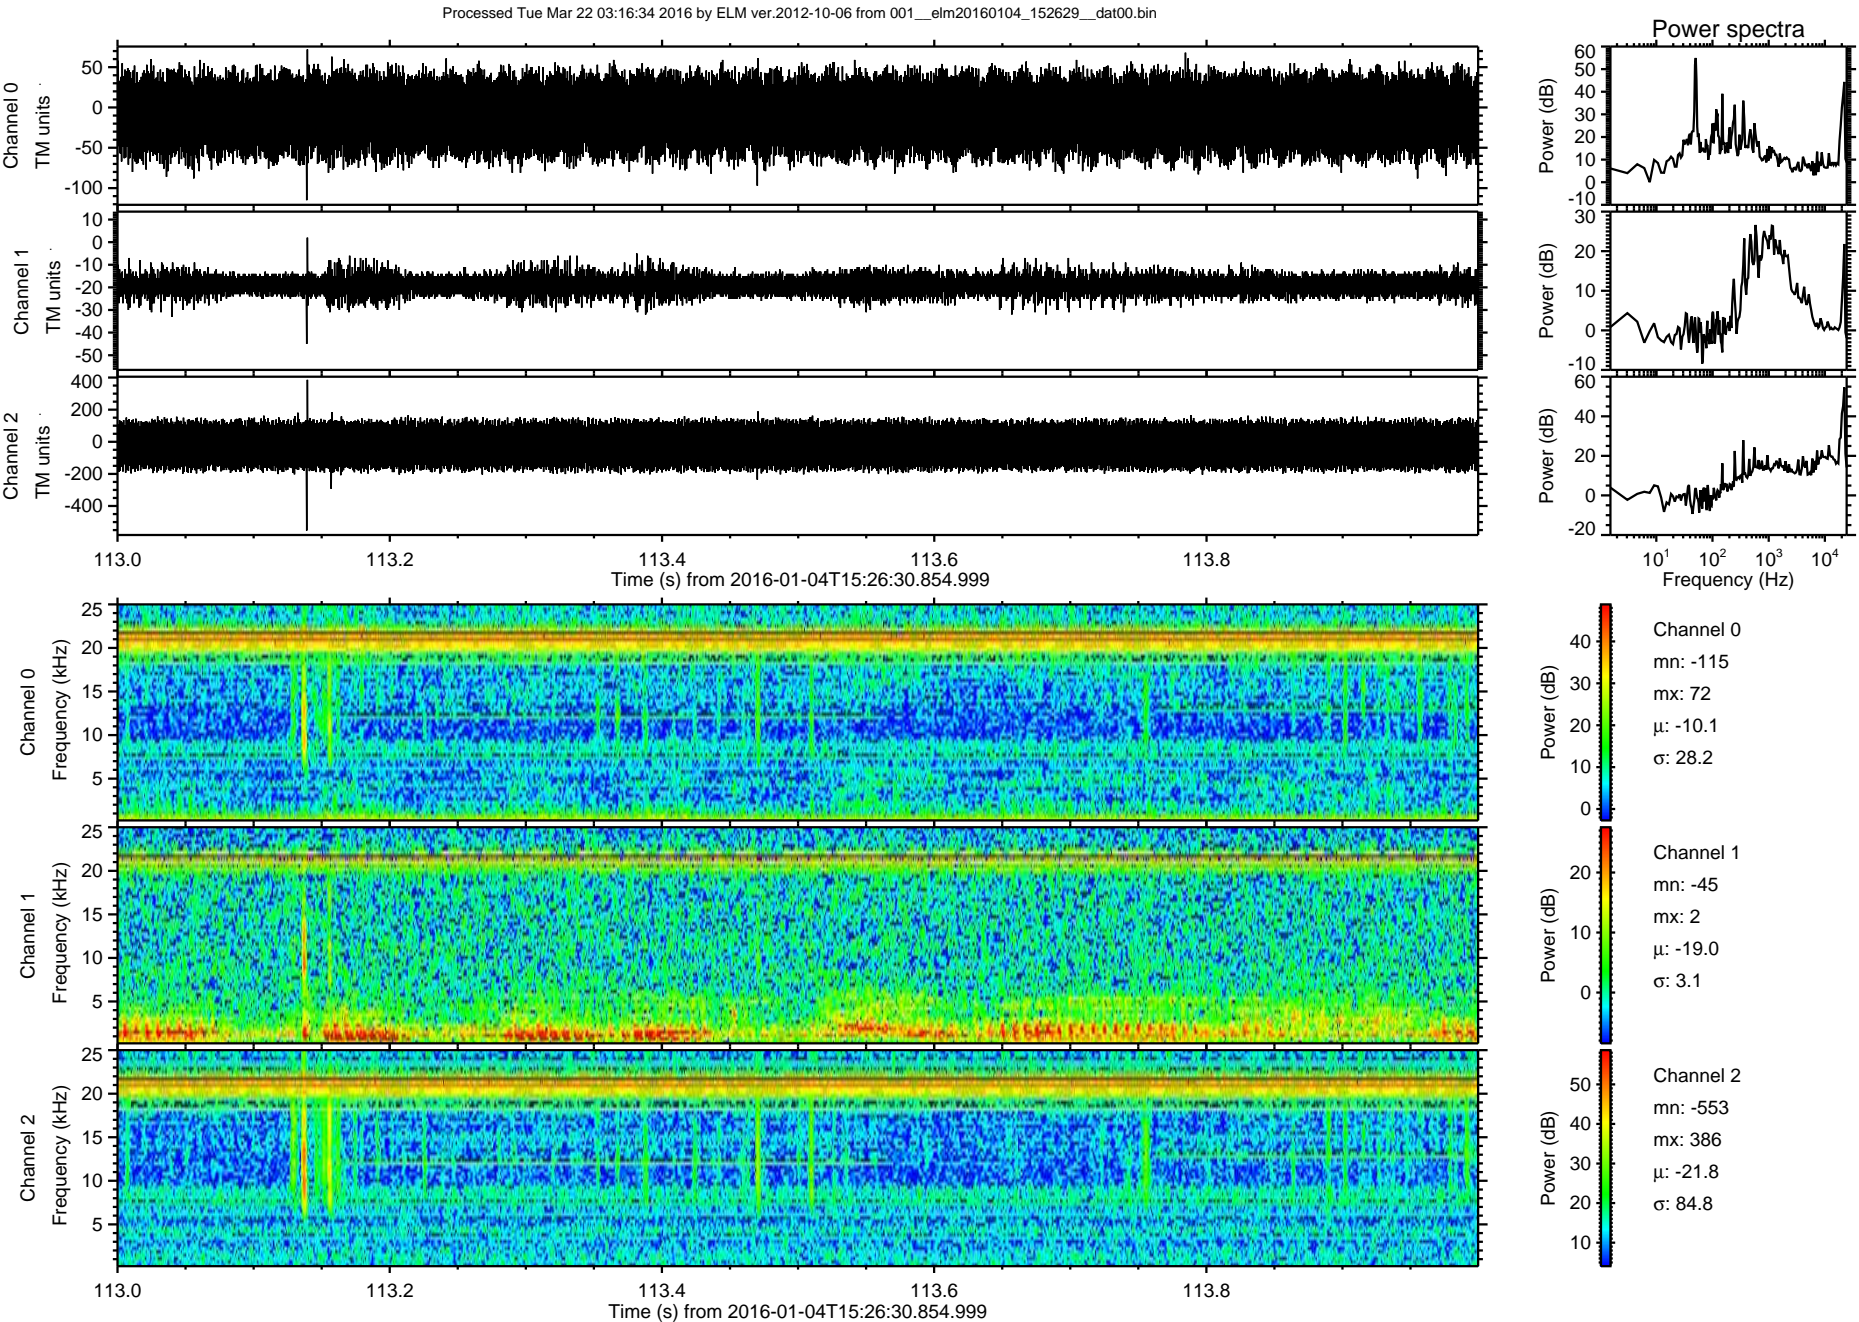 Processed Tue Mar 22 03:16:34 2016 by ELM ver.2012-10-06 from 001__elm20160104_152629__dat00.bin
Power spectra
Channel 0
TM units
50
0
-50
-100
Power (dB)
60
50
40
30
20
10
0
-10
Channel 1
TM units
10
0
-10
-20
-30
-40
-50
Power (dB)
30
20
10
0
-10
Channel 2
TM units
400
200
0
-200
-400
Power (dB)
60
40
20
0
-20
113.0 113.2 113.4 113.6 113.8
Time (s) from 2016-01-04T15:26:30.854.999
10^1 10^2 10^3 10^4
Frequency (Hz)
Channel 0
Frequency (kHz)
25
20
15
10
5
Power (dB)
40
30
20
10
0
Channel 0
mn: -115
mx: 72
μ: -10.1
σ: 28.2
Channel 1
Frequency (kHz)
25
20
15
10
5
Power (dB)
20
10
0
Channel 1
mn: -45
mx: 2
μ: -19.0
σ: 3.1
Channel 2
Frequency (kHz)
25
20
15
10
5
Power (dB)
50
40
30
20
10
Channel 2
mn: -553
mx: 386
μ: -21.8
σ: 84.8
113.0 113.2 113.4 113.6 113.8
Time (s) from 2016-01-04T15:26:30.854.999